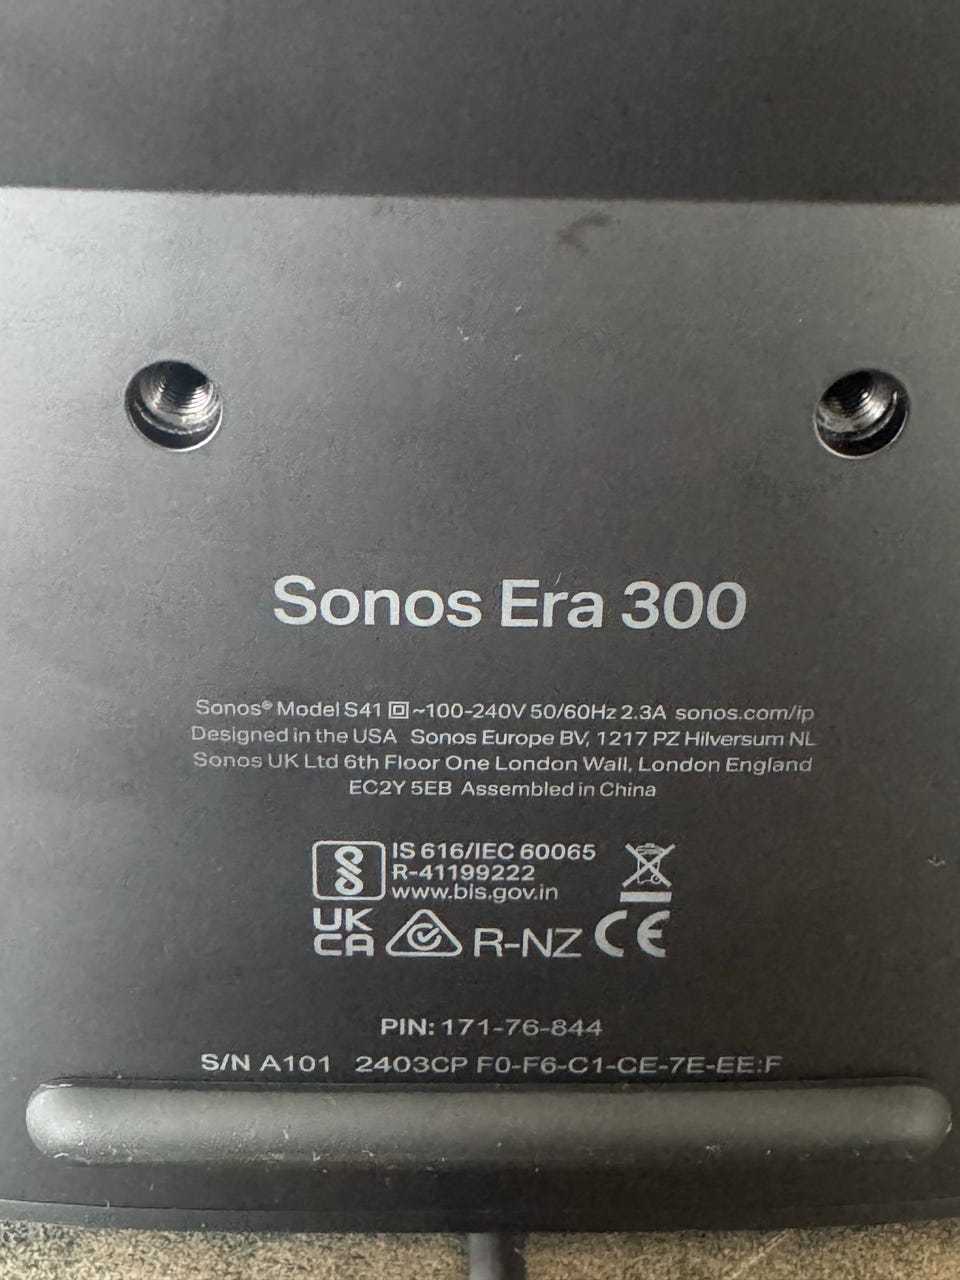 Sonos Era 300
Sonos® Model S41 ⧈ ~100-240V 50/60Hz 2.3A sonos.com/ip
Designed in the USA Sonos Europe BV, 1217 PZ Hilversum NL
Sonos UK Ltd 6th Floor One London Wall, London England
EC2Y 5EB Assembled in China
IS 616/IEC 60065
R-41199222
www.bis.gov.in
UK
CA
R-NZ CE
PIN: 171-76-844
S/N A101 2403CP F0-F6-C1-CE-7E-EE:F